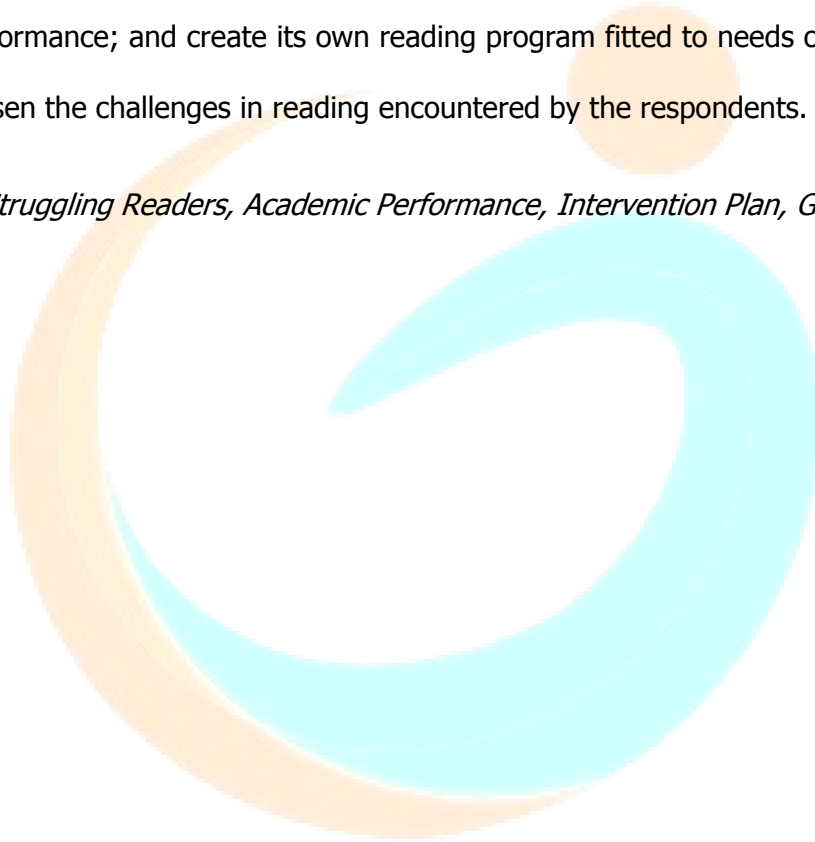 ormance; and create its own reading program fitted to needs o
sen the challenges in reading encountered by the respondents.
truggling Readers, Academic Performance, Intervention Plan, G